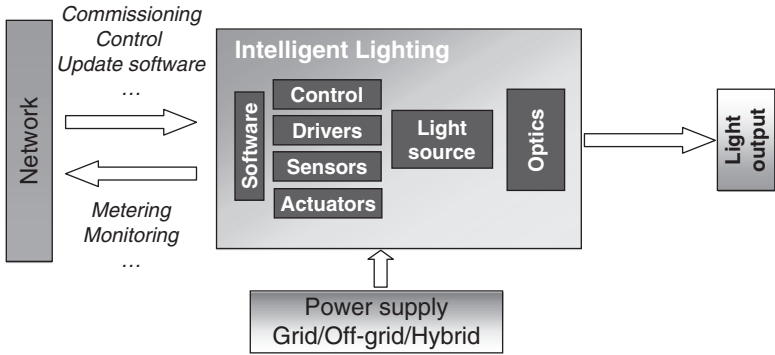 Commissioning
Control
Update software
…
Network
Metering
Monitoring
…
Intelligent Lighting
Software
Control
Drivers
Sensors
Actuators
Light
source
Optics
Light
output
Power supply
Grid/Off-grid/Hybrid